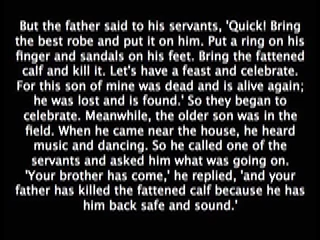 But the father said to his servants, 'Quick! Bring
the best robe and put it on him. Put a ring on his
finger and sandals on his feet. Bring the fattened
calf and kill it. Let's have a feast and celebrate.
For this son of mine was dead and is alive again;
he was lost and is found.' So they began to
celebrate. Meanwhile, the older son was in the
field. When he came near the house, he heard
music and dancing. So he called one of the
servants and asked him what was going on.
'Your brother has come,' he replied, 'and your
father has killed the fattened calf because he has
him back safe and sound.'